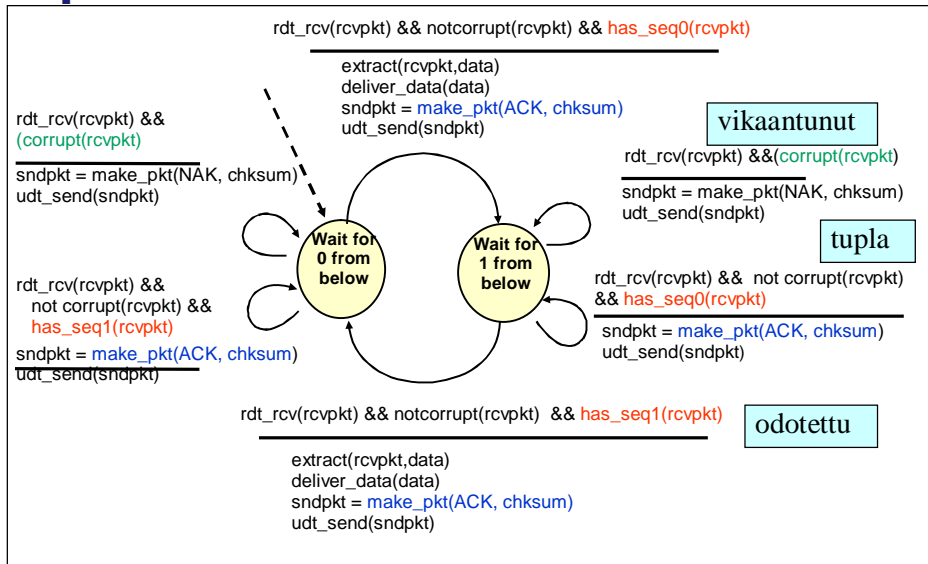 rdt_rcv(rcvpkt) && notcorrupt(rcvpkt) && has_seq0(rcvpkt)
extract(rcvpkt,data)
deliver_data(data)
sndpkt = make_pkt(ACK, chksum)
udt_send(sndpkt)
rdt_rcv(rcvpkt) &&
(corrupt(rcvpkt)
sndpkt = make_pkt(NAK, chksum)
udt_send(sndpkt)
vikaantunut
rdt_rcv(rcvpkt) &&(corrupt(rcvpkt)
sndpkt = make_pkt(NAK, chksum)
udt_send(sndpkt)
Wait for
0 from
below
Wait for
1 from
below
tupla
rdt_rcv(rcvpkt) &&
not corrupt(rcvpkt) &&
has_seq1(rcvpkt)
sndpkt = make_pkt(ACK, chksum)
udt_send(sndpkt)
rdt_rcv(rcvpkt) && not corrupt(rcvpkt)
&& has_seq0(rcvpkt)
sndpkt = make_pkt(ACK, chksum)
udt_send(sndpkt)
rdt_rcv(rcvpkt) && notcorrupt(rcvpkt) && has_seq1(rcvpkt)
odotettu
extract(rcvpkt,data)
deliver_data(data)
sndpkt = make_pkt(ACK, chksum)
udt_send(sndpkt)